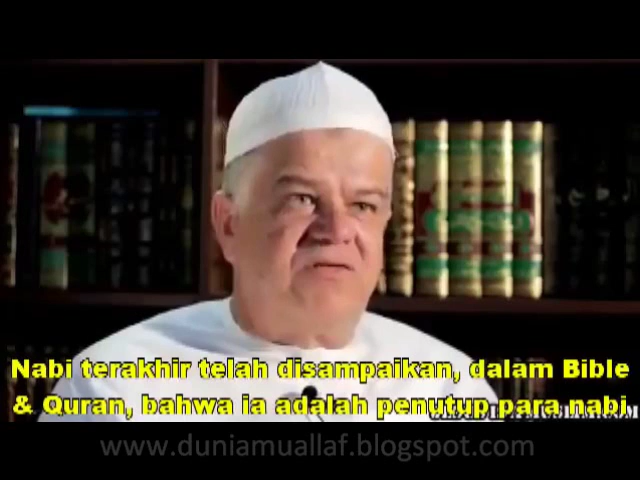 Nabi terakhir telah disampaikan, dalam Bible
& Quran, bahwa ia adalah penutup para nabi
www.duniamuallaf.blogspot.com